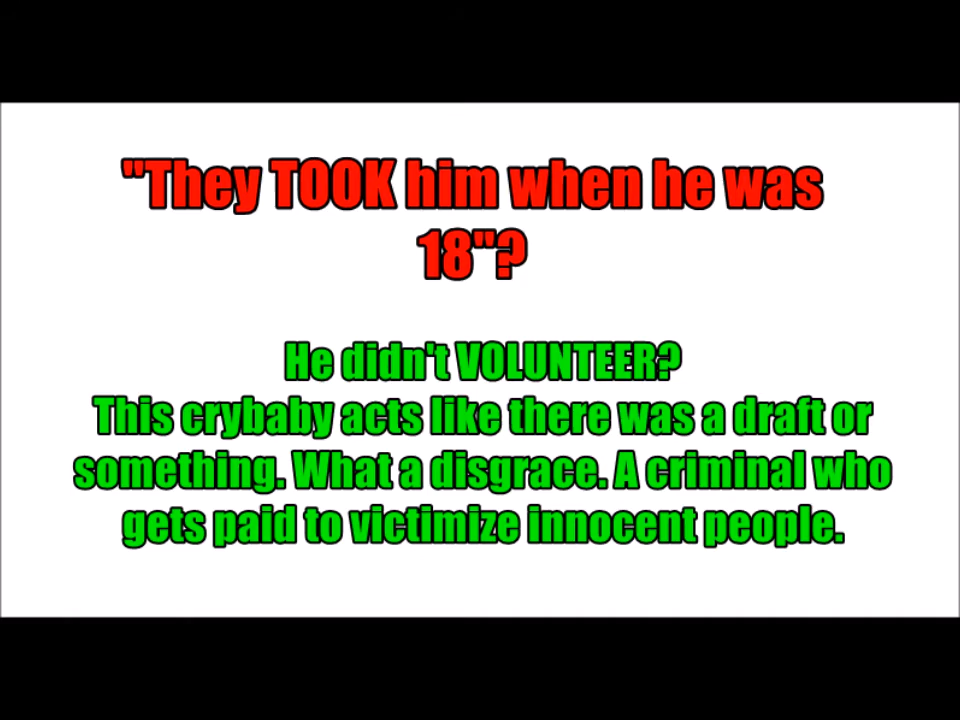 "They TOOK him when he was
18"?
He didn't VOLUNTEER?
This crybaby acts like there was a draft or
something. What a disgrace. A criminal who
gets paid to victimize innocent people.